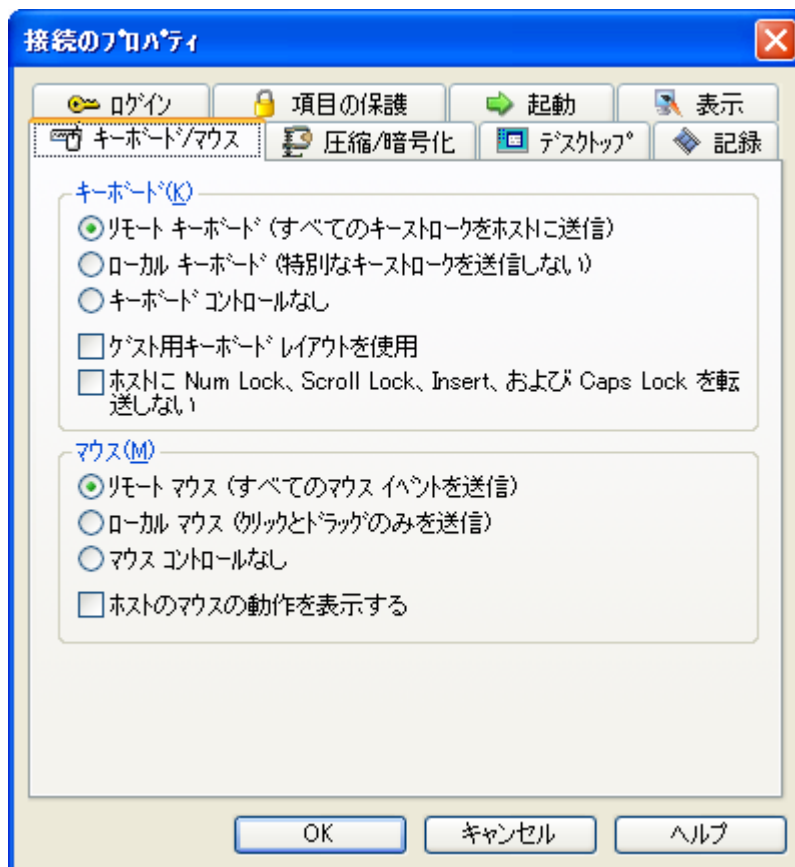 接続のプロパティ
ログイン
項目の保護
起動
表示
キーボード/マウス
圧縮/暗号化
デスクトップ
記録
キーボード(K)
リモート キーボード (すべてのキーストロークをホストに送信)
ローカル キーボード (特別なキーストロークを送信しない)
キーボード コントロールなし
ゲスト用キーボード レイアウトを使用
ホストに Num Lock、Scroll Lock、Insert、および Caps Lock を転
送しない
マウス(M)
リモート マウス (すべてのマウス イベントを送信)
ローカル マウス (クリックとドラッグのみを送信)
マウス コントロールなし
ホストのマウスの動作を表示する
OK
キャンセル
ヘルプ